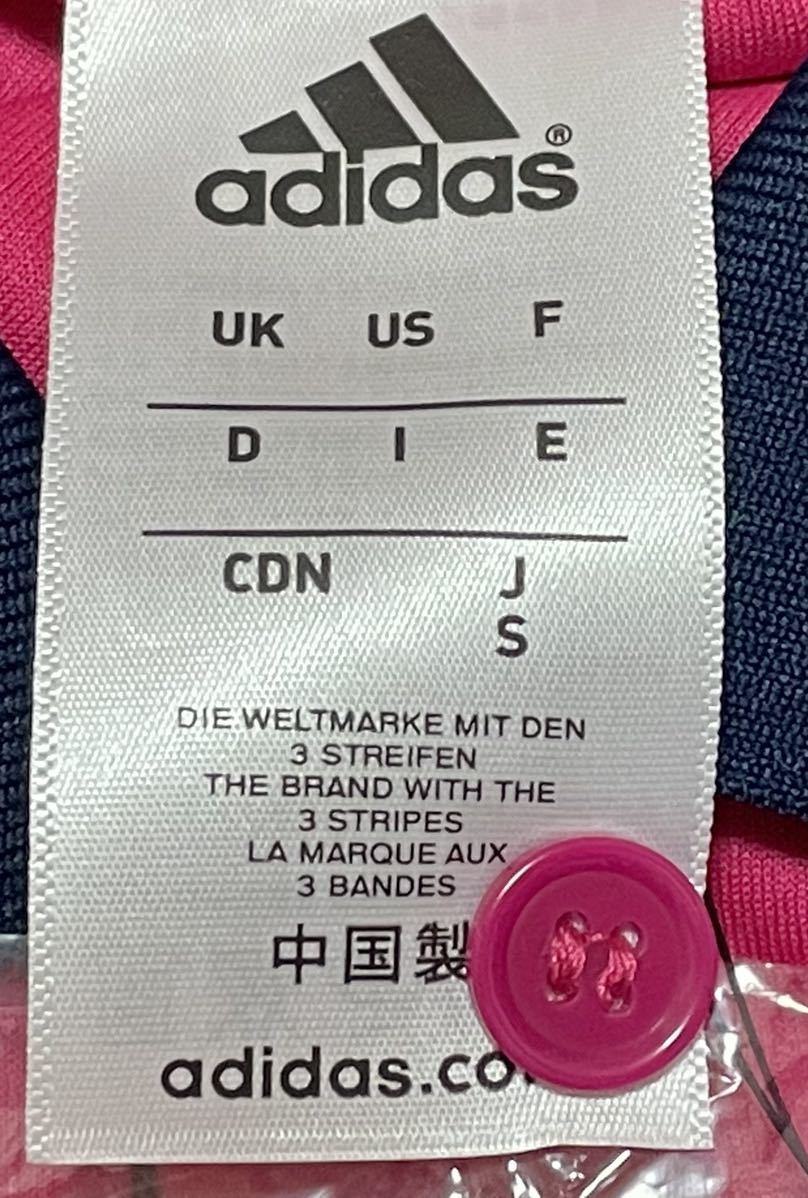 adidas®
UK US F
D I E
CDN J
S
DIE WELTMARKE MIT DEN
3 STREIFEN
THE BRAND WITH THE
3 STRIPES
LA MARQUE AUX
3 BANDES
中国製
adidas.co